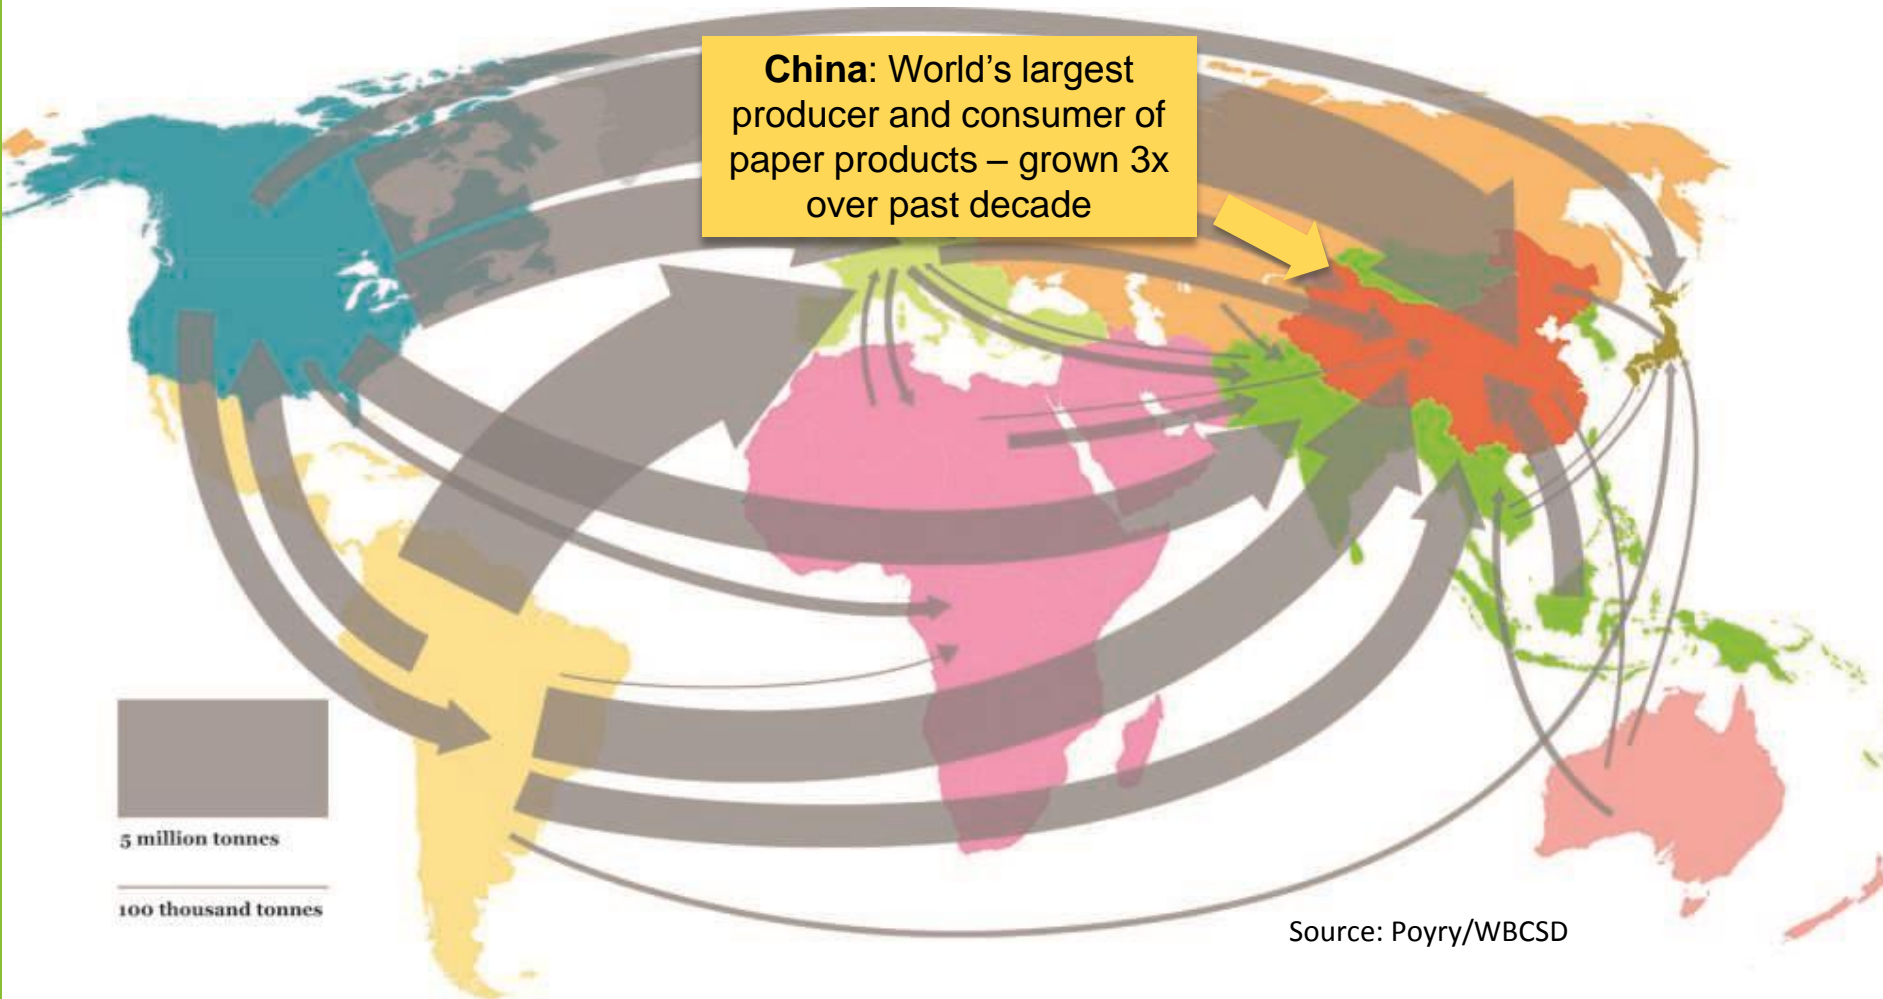 China: World’s largest
producer and consumer of
paper products – grown 3x
over past decade
5 million tonnes
100 thousand tonnes
Source: Poyry/WBCSD